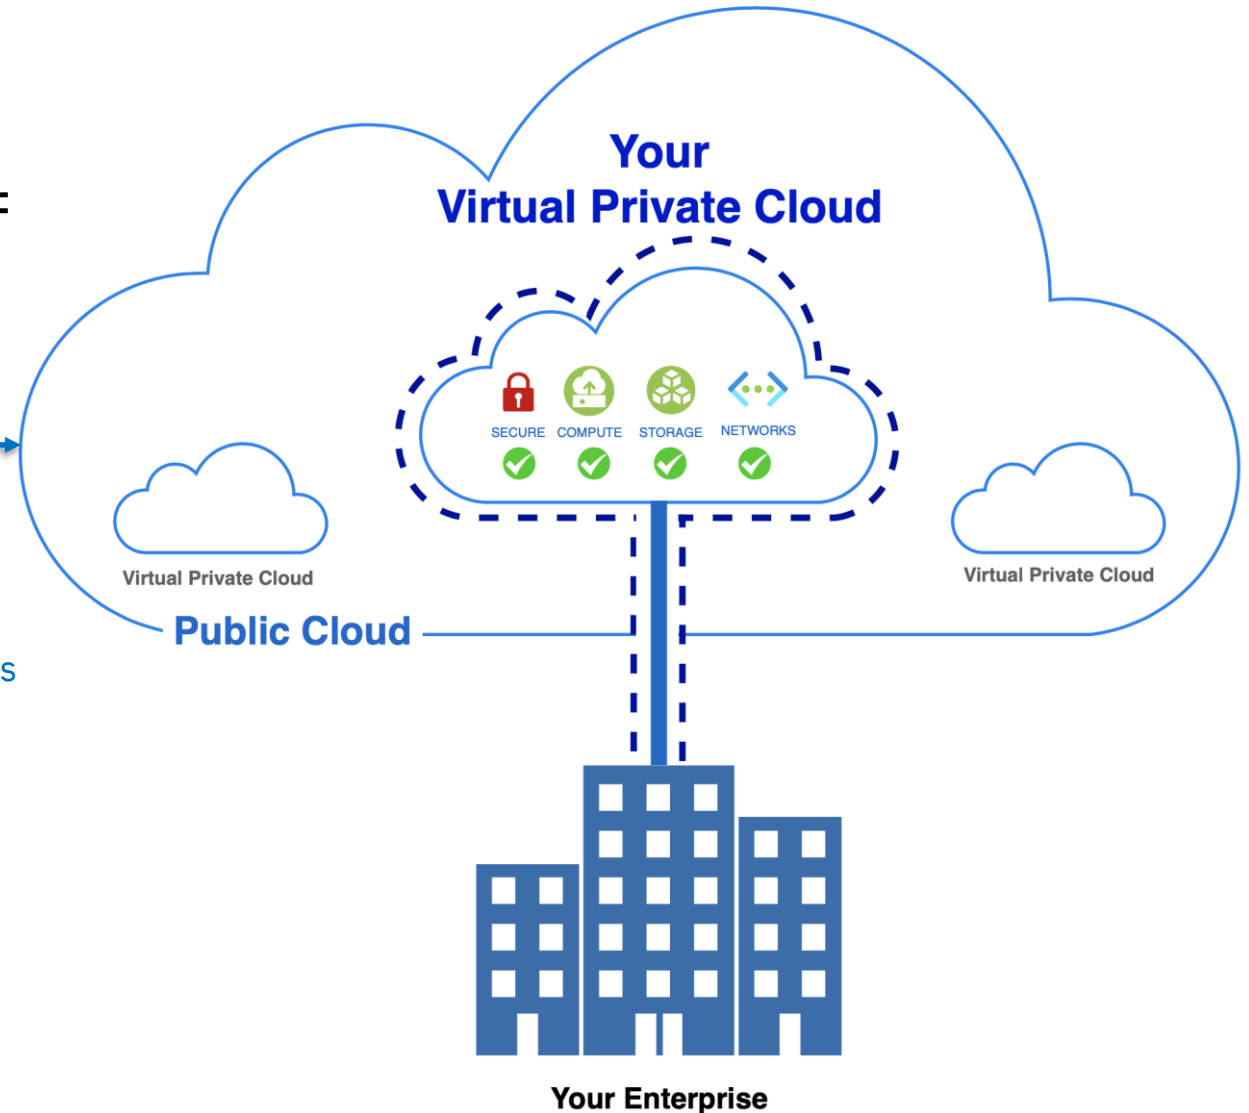 Your
Virtual Private Cloud
:
SECURE COMPUTE STORAGE NETWORKS
Virtual Private Cloud
Virtual Private Cloud
Public Cloud
s
Your Enterprise